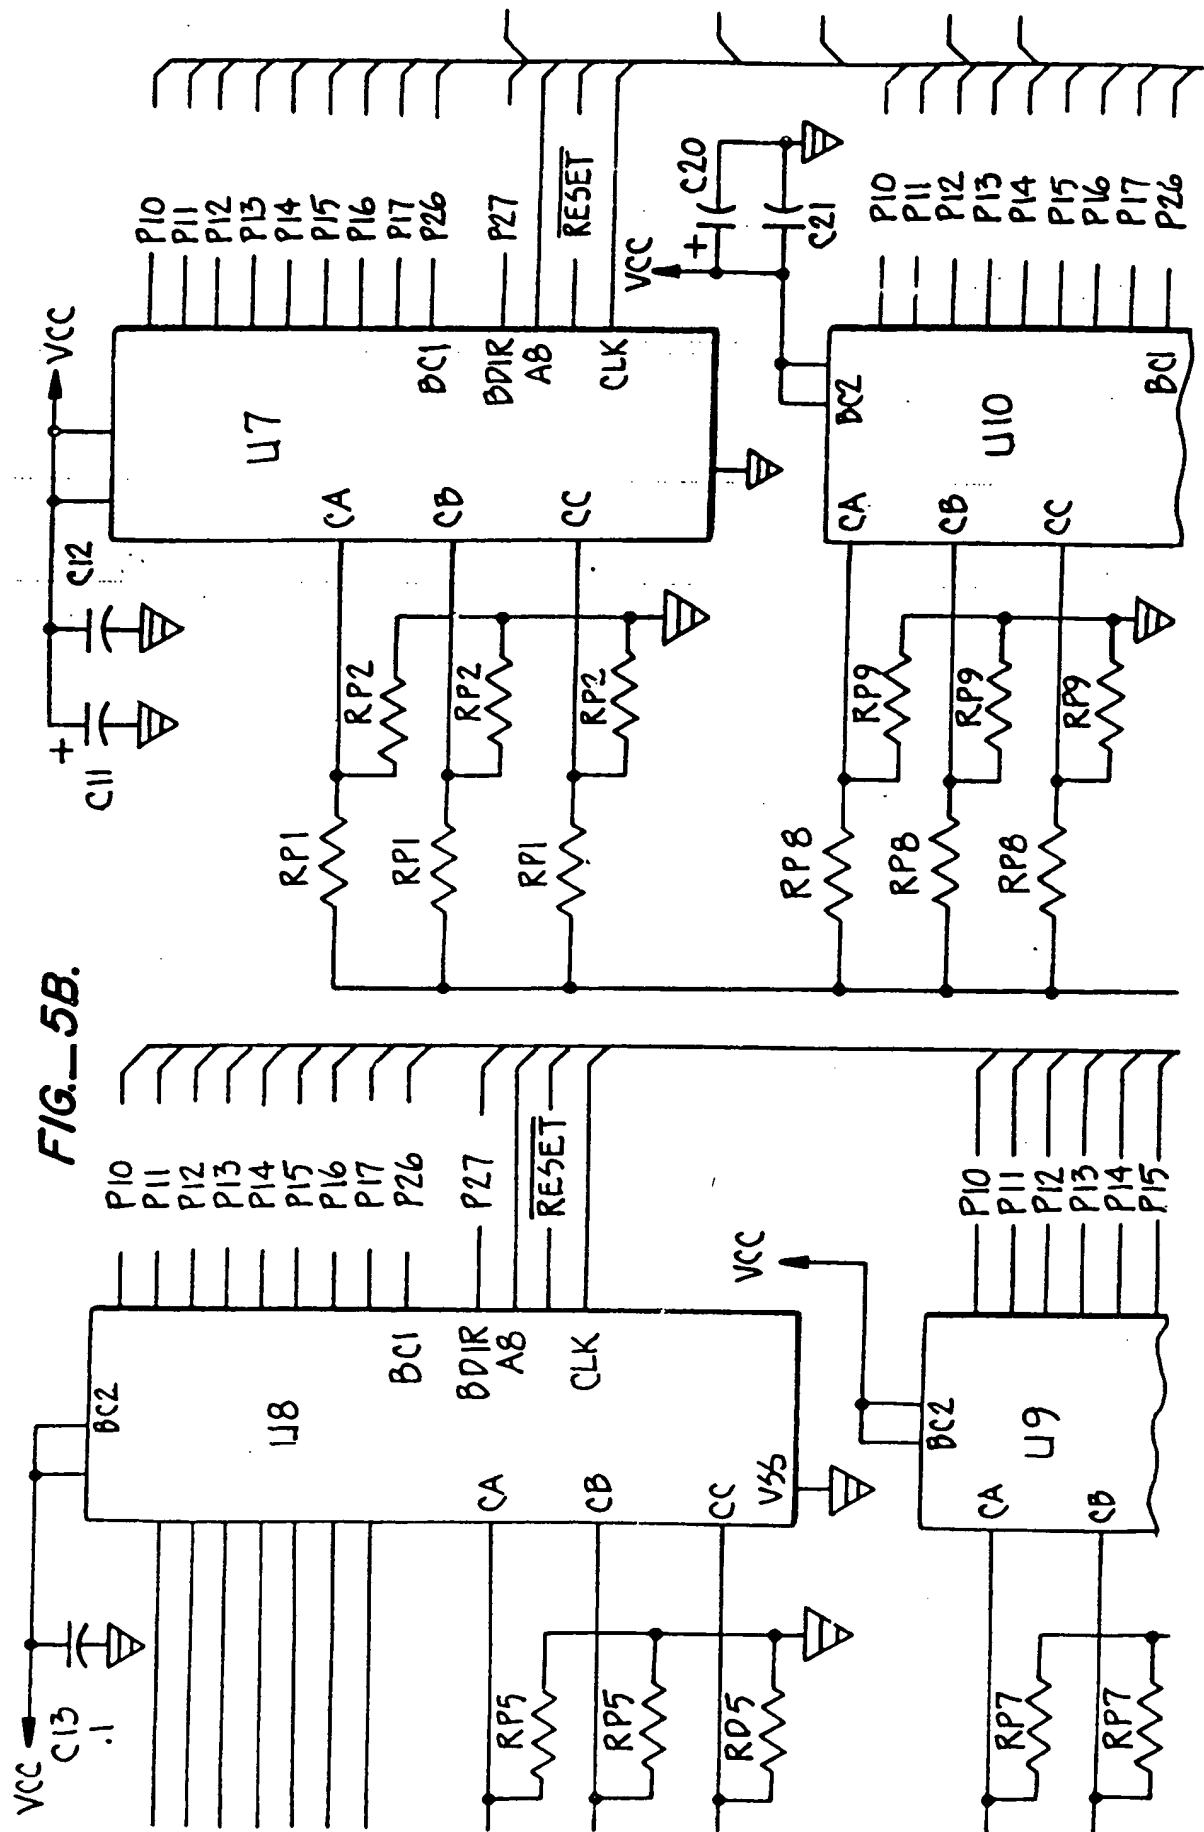 FIG._5B.
VCC
C12
+
C11
U7
CA
CB
CC
BC1
BDIR
A8
CLK
P10
P11
P12
P13
P14
P15
P16
P17
P26
P27
RESET
RP2
RP2
RP2
RP1
RP1
RP1
VCC
+
C20
C21
BC2
U10
CA
CB
CC
BC1
P10
P11
P12
P13
P14
P15
P16
P17
P26
RP9
RP9
RP9
RP8
RP8
RP8
VCC
C13
.1
BC2
U8
BC1
BDIR
A8
CLK
CA
CB
CC
VSS
P10
P11
P12
P13
P14
P15
P16
P17
P26
P27
RESET
RP5
RP5
RD5
VCC
BC2
U9
CA
CB
P10
P11
P12
P13
P14
P15
RP7
RP7